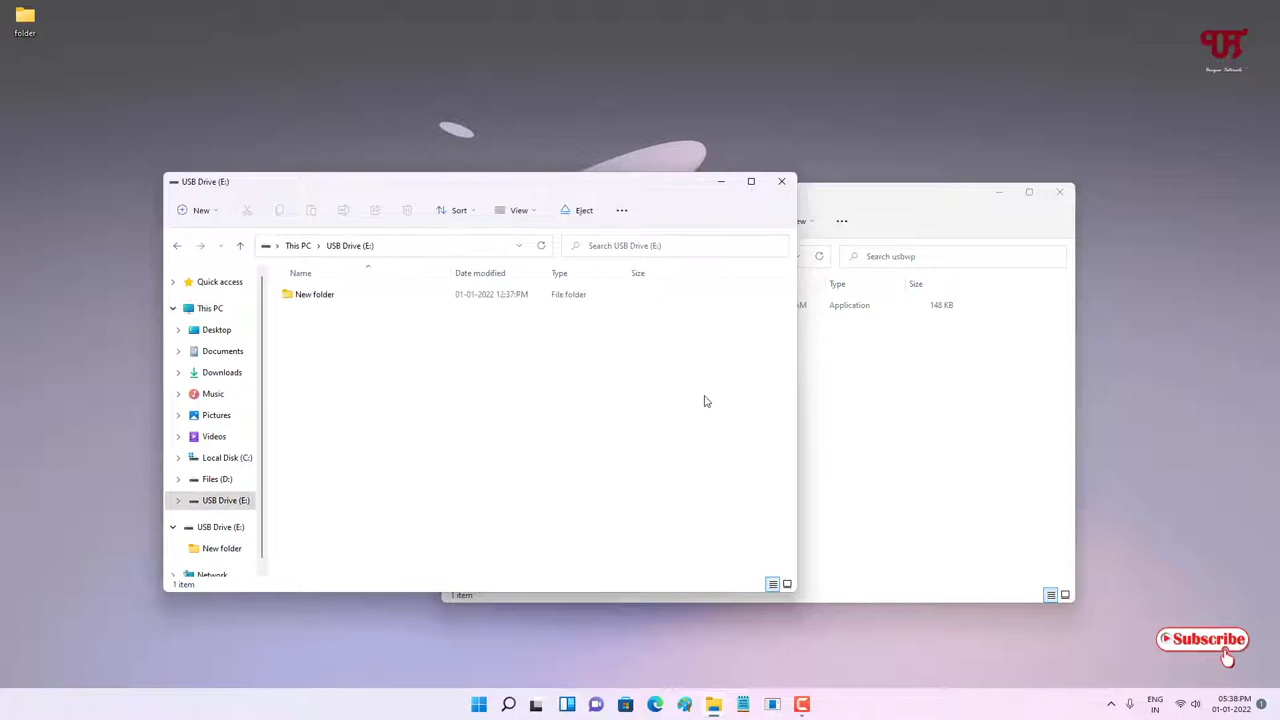 folder
USB Drive (E:)
New
Sort
View
Eject
This PC
USB Drive (E:)
Search USB Drive (E:)
Name
Date modified
Type
Size
New folder
01-01-2022 12:37:PM
File folder
Quick access
This PC
Desktop
Documents
Downloads
Music
Pictures
Videos
Local Disk (C:)
Files (D:)
USB Drive (E:)
USB Drive (E:)
New folder
Network
1 item
ew
Search usbwp
Type
Size
AM
Application
148 KB
1 item
Subscribe
ENG
IN
05:38:PM
01-01-2022
1